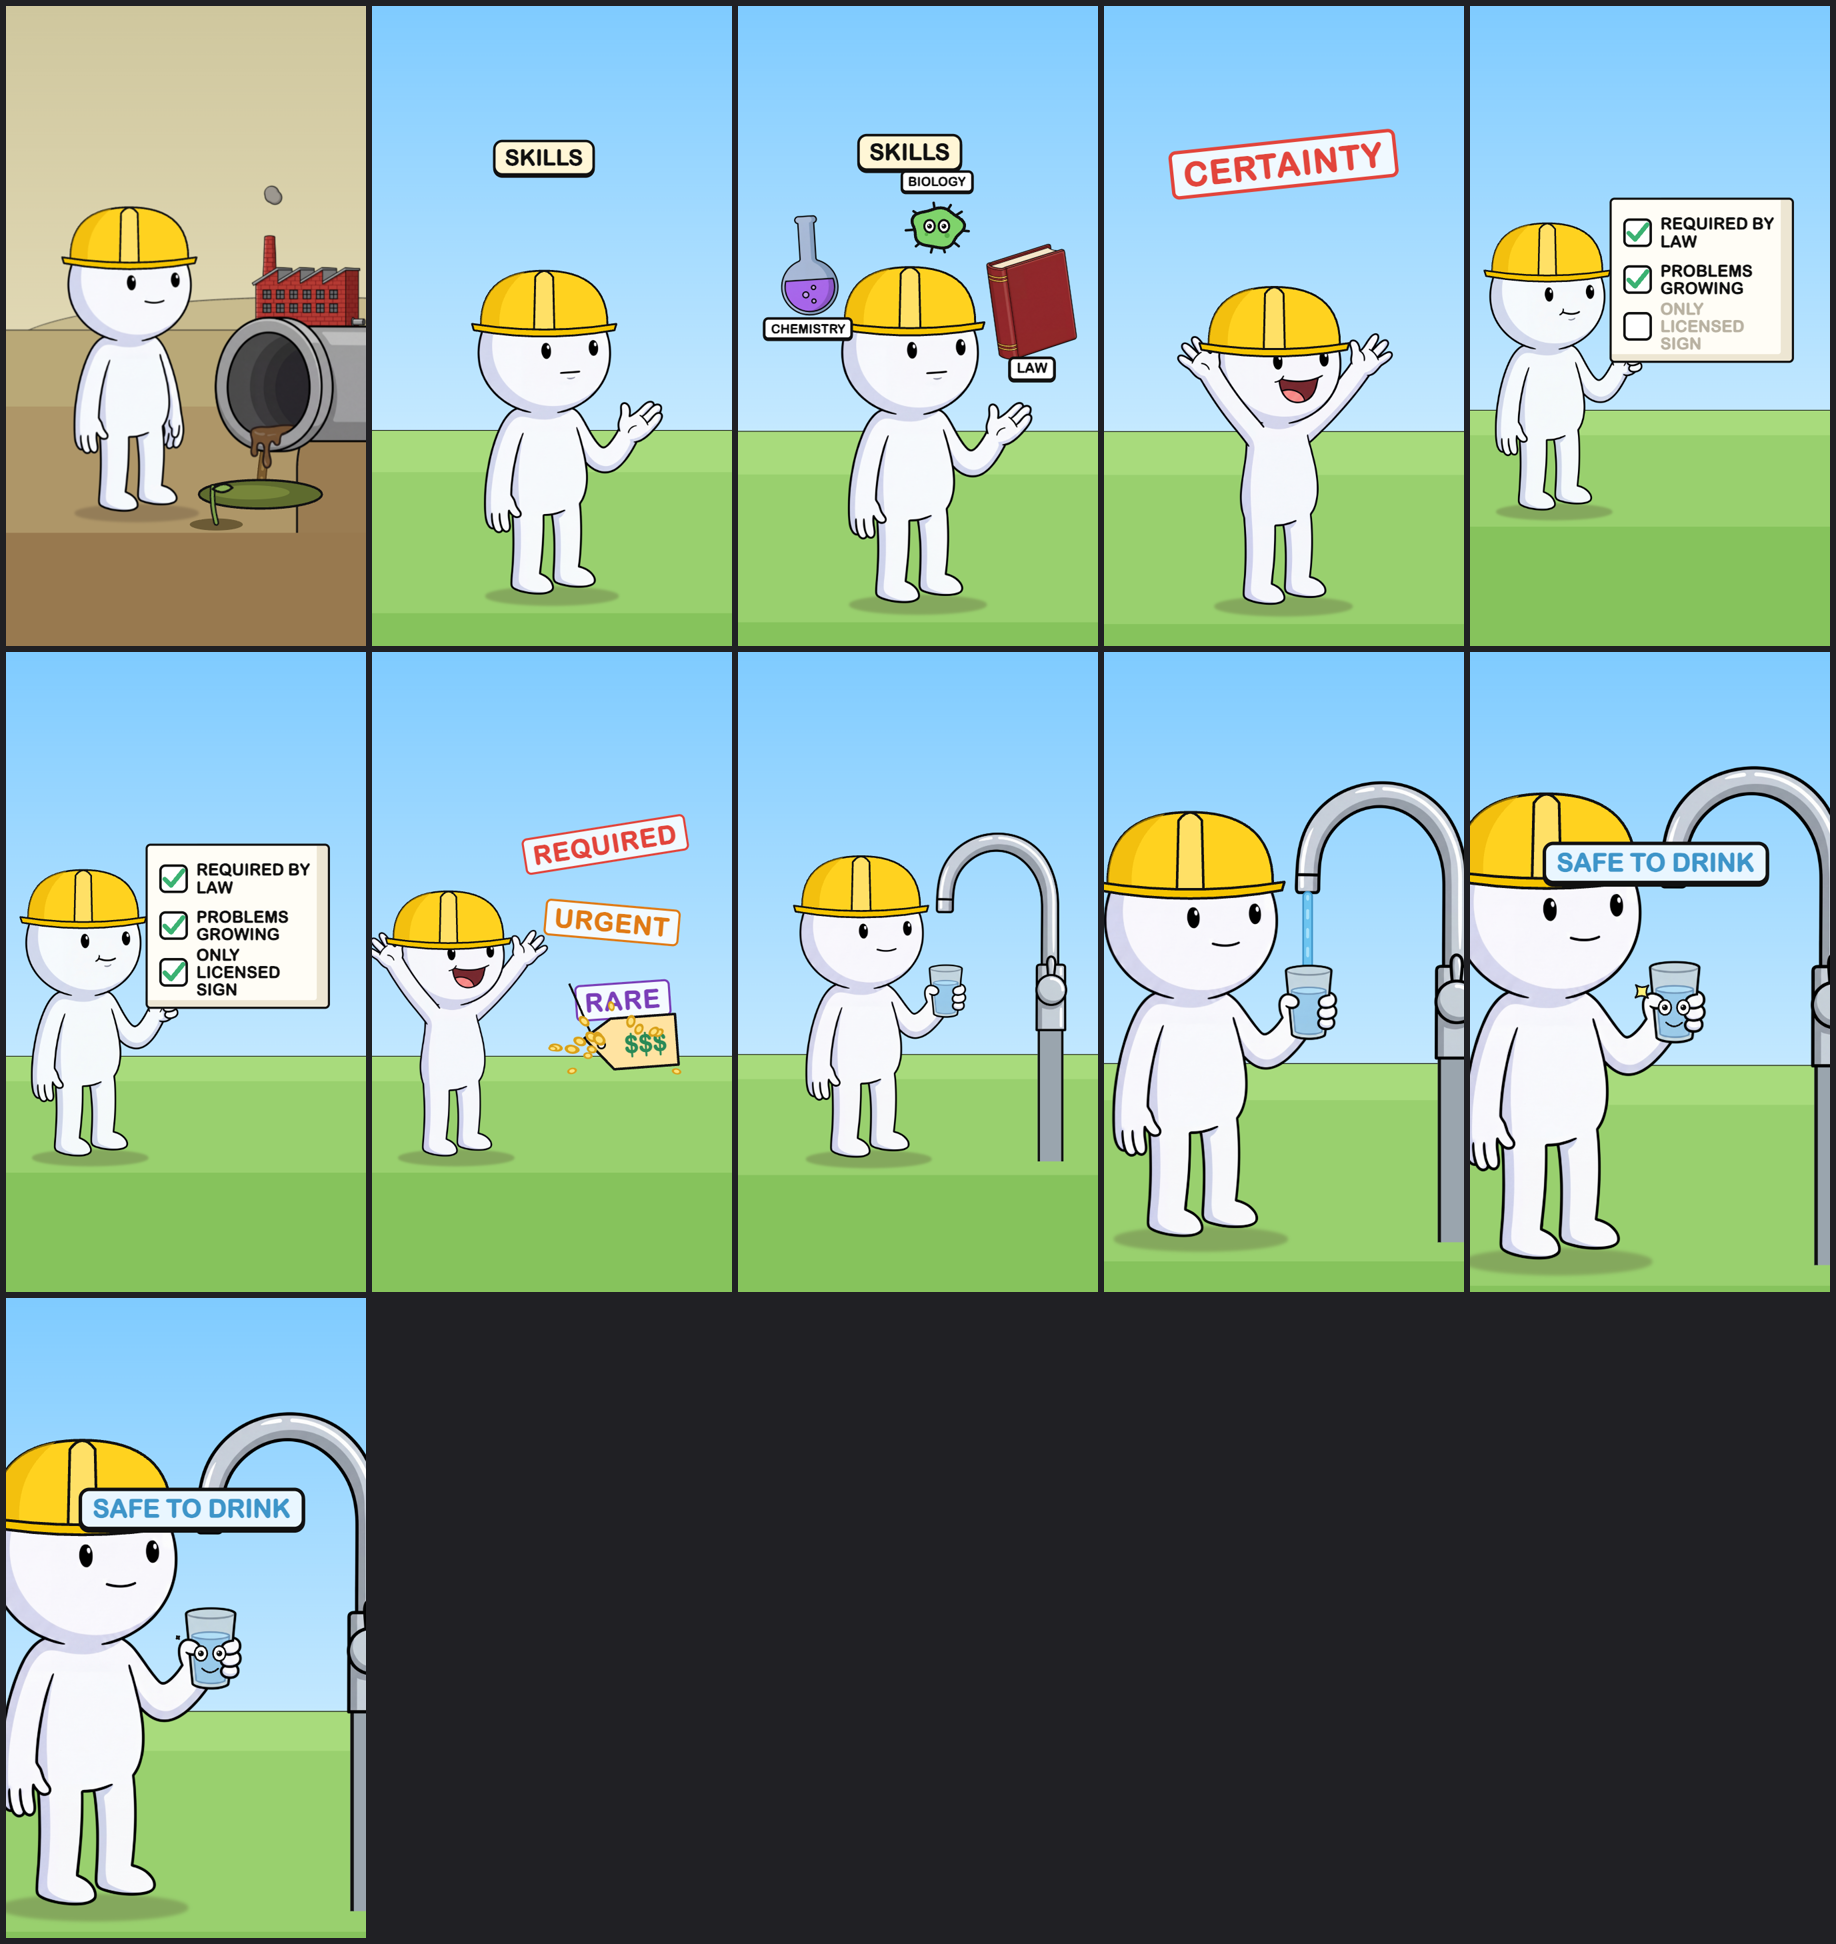 SKILLS
SKILLS
BIOLOGY
CHEMISTRY
LAW
CERTAINTY
REQUIRED BY
LAW
PROBLEMS
GROWING
ONLY
LICENSED
SIGN
REQUIRED BY
LAW
PROBLEMS
GROWING
ONLY
LICENSED
SIGN
REQUIRED
URGENT
RARE
$$$
SAFE TO DRINK
SAFE TO DRINK